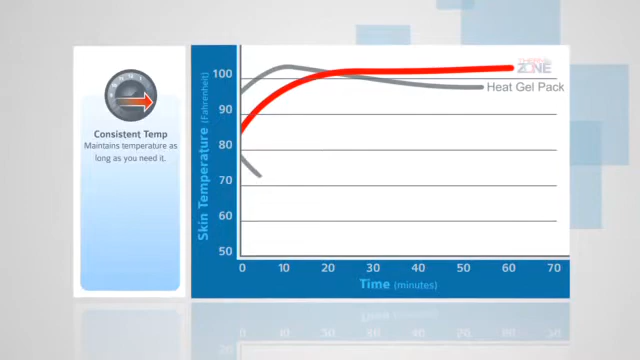 Consistent Temp
Maintains temperature as
long as you need it.
Skin Temperature (Fahrenheit)
100
90
80
70
60
50
ZONE
Heat Gel Pack
0 10 20 30 40 50 60 70
Time (minutes)